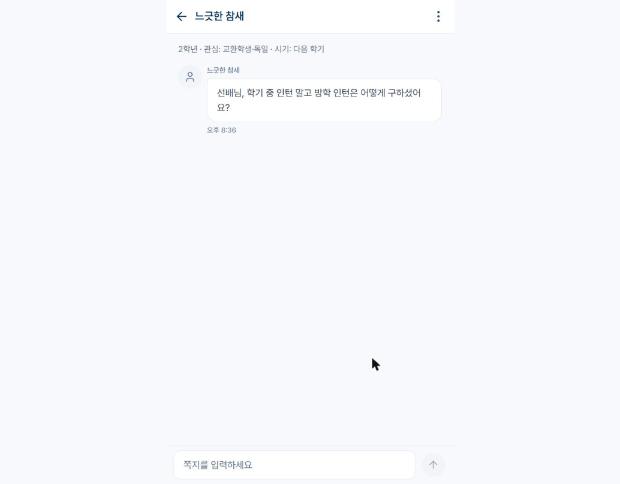 느긋한 참새
2학년 · 관심: 교환학생·독일 · 시기: 다음 학기
느긋한 참새
선배님, 학기 중 인턴 말고 방학 인턴은 어떻게 구하셨어
요?
오후 8:36
쪽지를 입력하세요